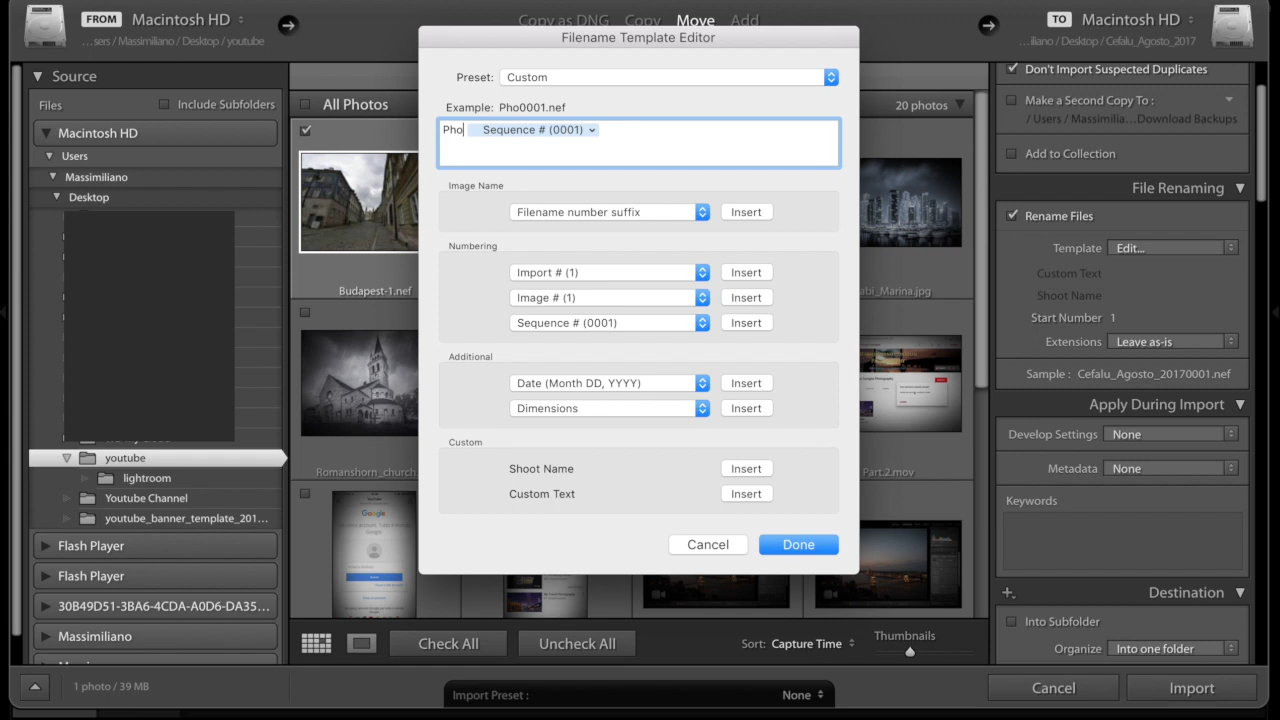 FROM Macintosh HD
…sers / Massimiliano / Desktop / youtube
Copy as DNG Copy Move Add
TO Macintosh HD
…iliano / Desktop / Cefalu_Agosto_2017
Source
Files Include Subfolders
Macintosh HD
Users
Massimiliano
Desktop
youtube
lightroom
Youtube Channel
youtube_banner_template_201…
Flash Player
Flash Player
30B49D51-3BA6-4CDA-A0D6-DA35…
Massimiliano
All Photos
20 photos
Budapest-1.nef
abi_Marina.jpg
Romanshorn_church.
Part.2.mov
Google
Filename Template Editor
Preset: Custom
Example: Pho0001.nef
Pho Sequence # (0001)
Image Name
Filename number suffix Insert
Numbering
Import # (1) Insert
Image # (1) Insert
Sequence # (0001) Insert
Additional
Date (Month DD, YYYY) Insert
Dimensions Insert
Custom
Shoot Name Insert
Custom Text Insert
Cancel Done
Don't Import Suspected Duplicates
Make a Second Copy To :
/ Users / Massimilia…Download Backups
Add to Collection
File Renaming
Rename Files
Template Edit...
Custom Text
Shoot Name
Start Number 1
Extensions Leave as-is
Sample : Cefalu_Agosto_20170001.nef
Apply During Import
Develop Settings None
Metadata None
Keywords
Destination
Into Subfolder
Organize Into one folder
Check All Uncheck All
Sort: Capture Time
Thumbnails
1 photo / 39 MB
Import Preset : None
Cancel Import